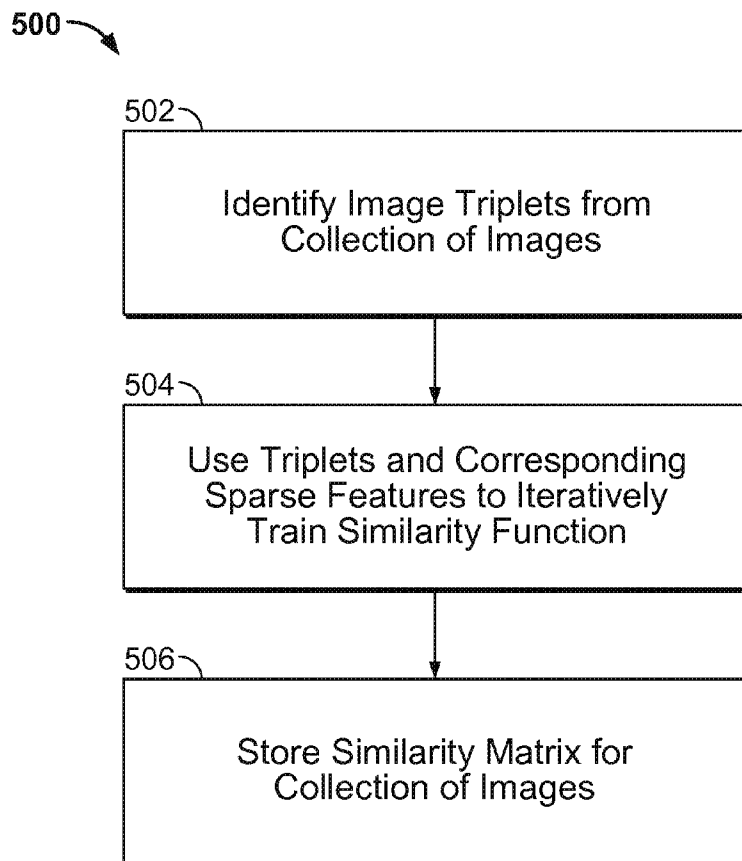 500
502
Identify Image Triplets from
Collection of Images
504
Use Triplets and Corresponding
Sparse Features to Iteratively
Train Similarity Function
506
Store Similarity Matrix for
Collection of Images